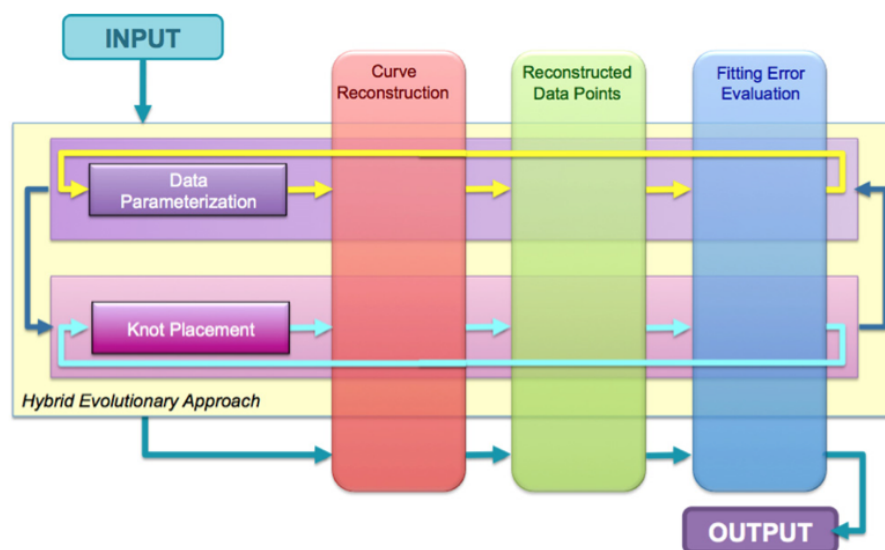 INPUT
Curve
Reconstruction
Reconstructed
Data Points
Fitting Error
Evaluation
Data
Parameterization
Knot Placement
Hybrid Evolutionary Approach
OUTPUT